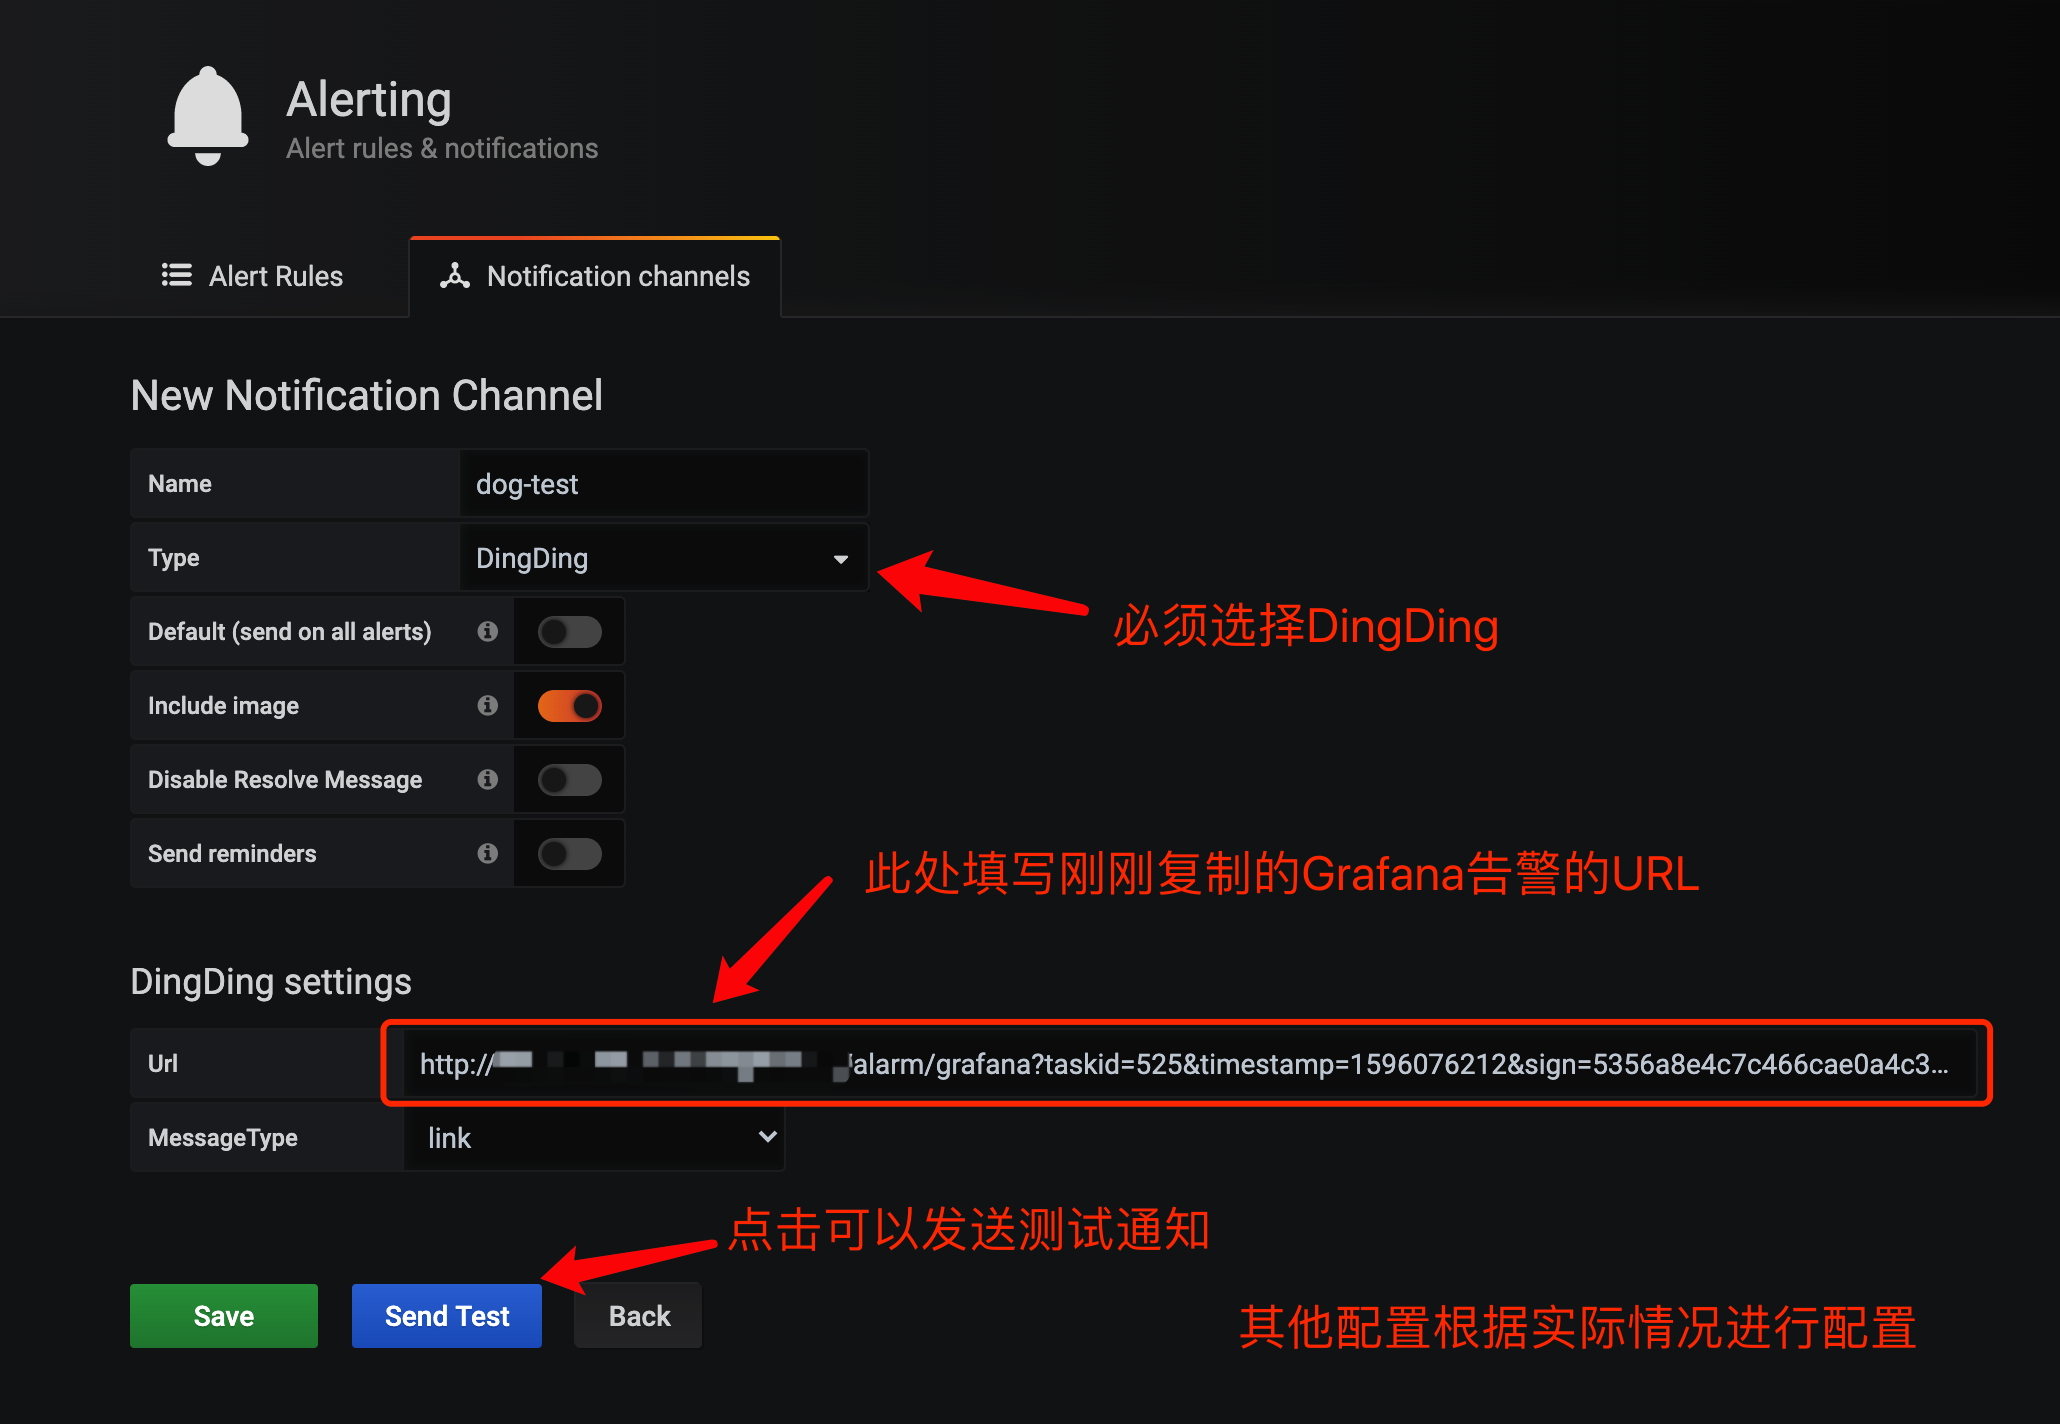 Alerting
Alert rules & notifications
Alert Rules
Notification channels
New Notification Channel
Name
dog-test
Type
DingDing
必须选择DingDing
Default (send on all alerts)
Include image
Disable Resolve Message
Send reminders
此处填写刚刚复制的Grafana告警的URL
DingDing settings
Url
http:// alarm/grafana?taskid=525&timestamp=1596076212&sign=5356a8e4c7c466cae0a4c3...
MessageType
link
点击可以发送测试通知
Save
Send Test
Back
其他配置根据实际情况进行配置